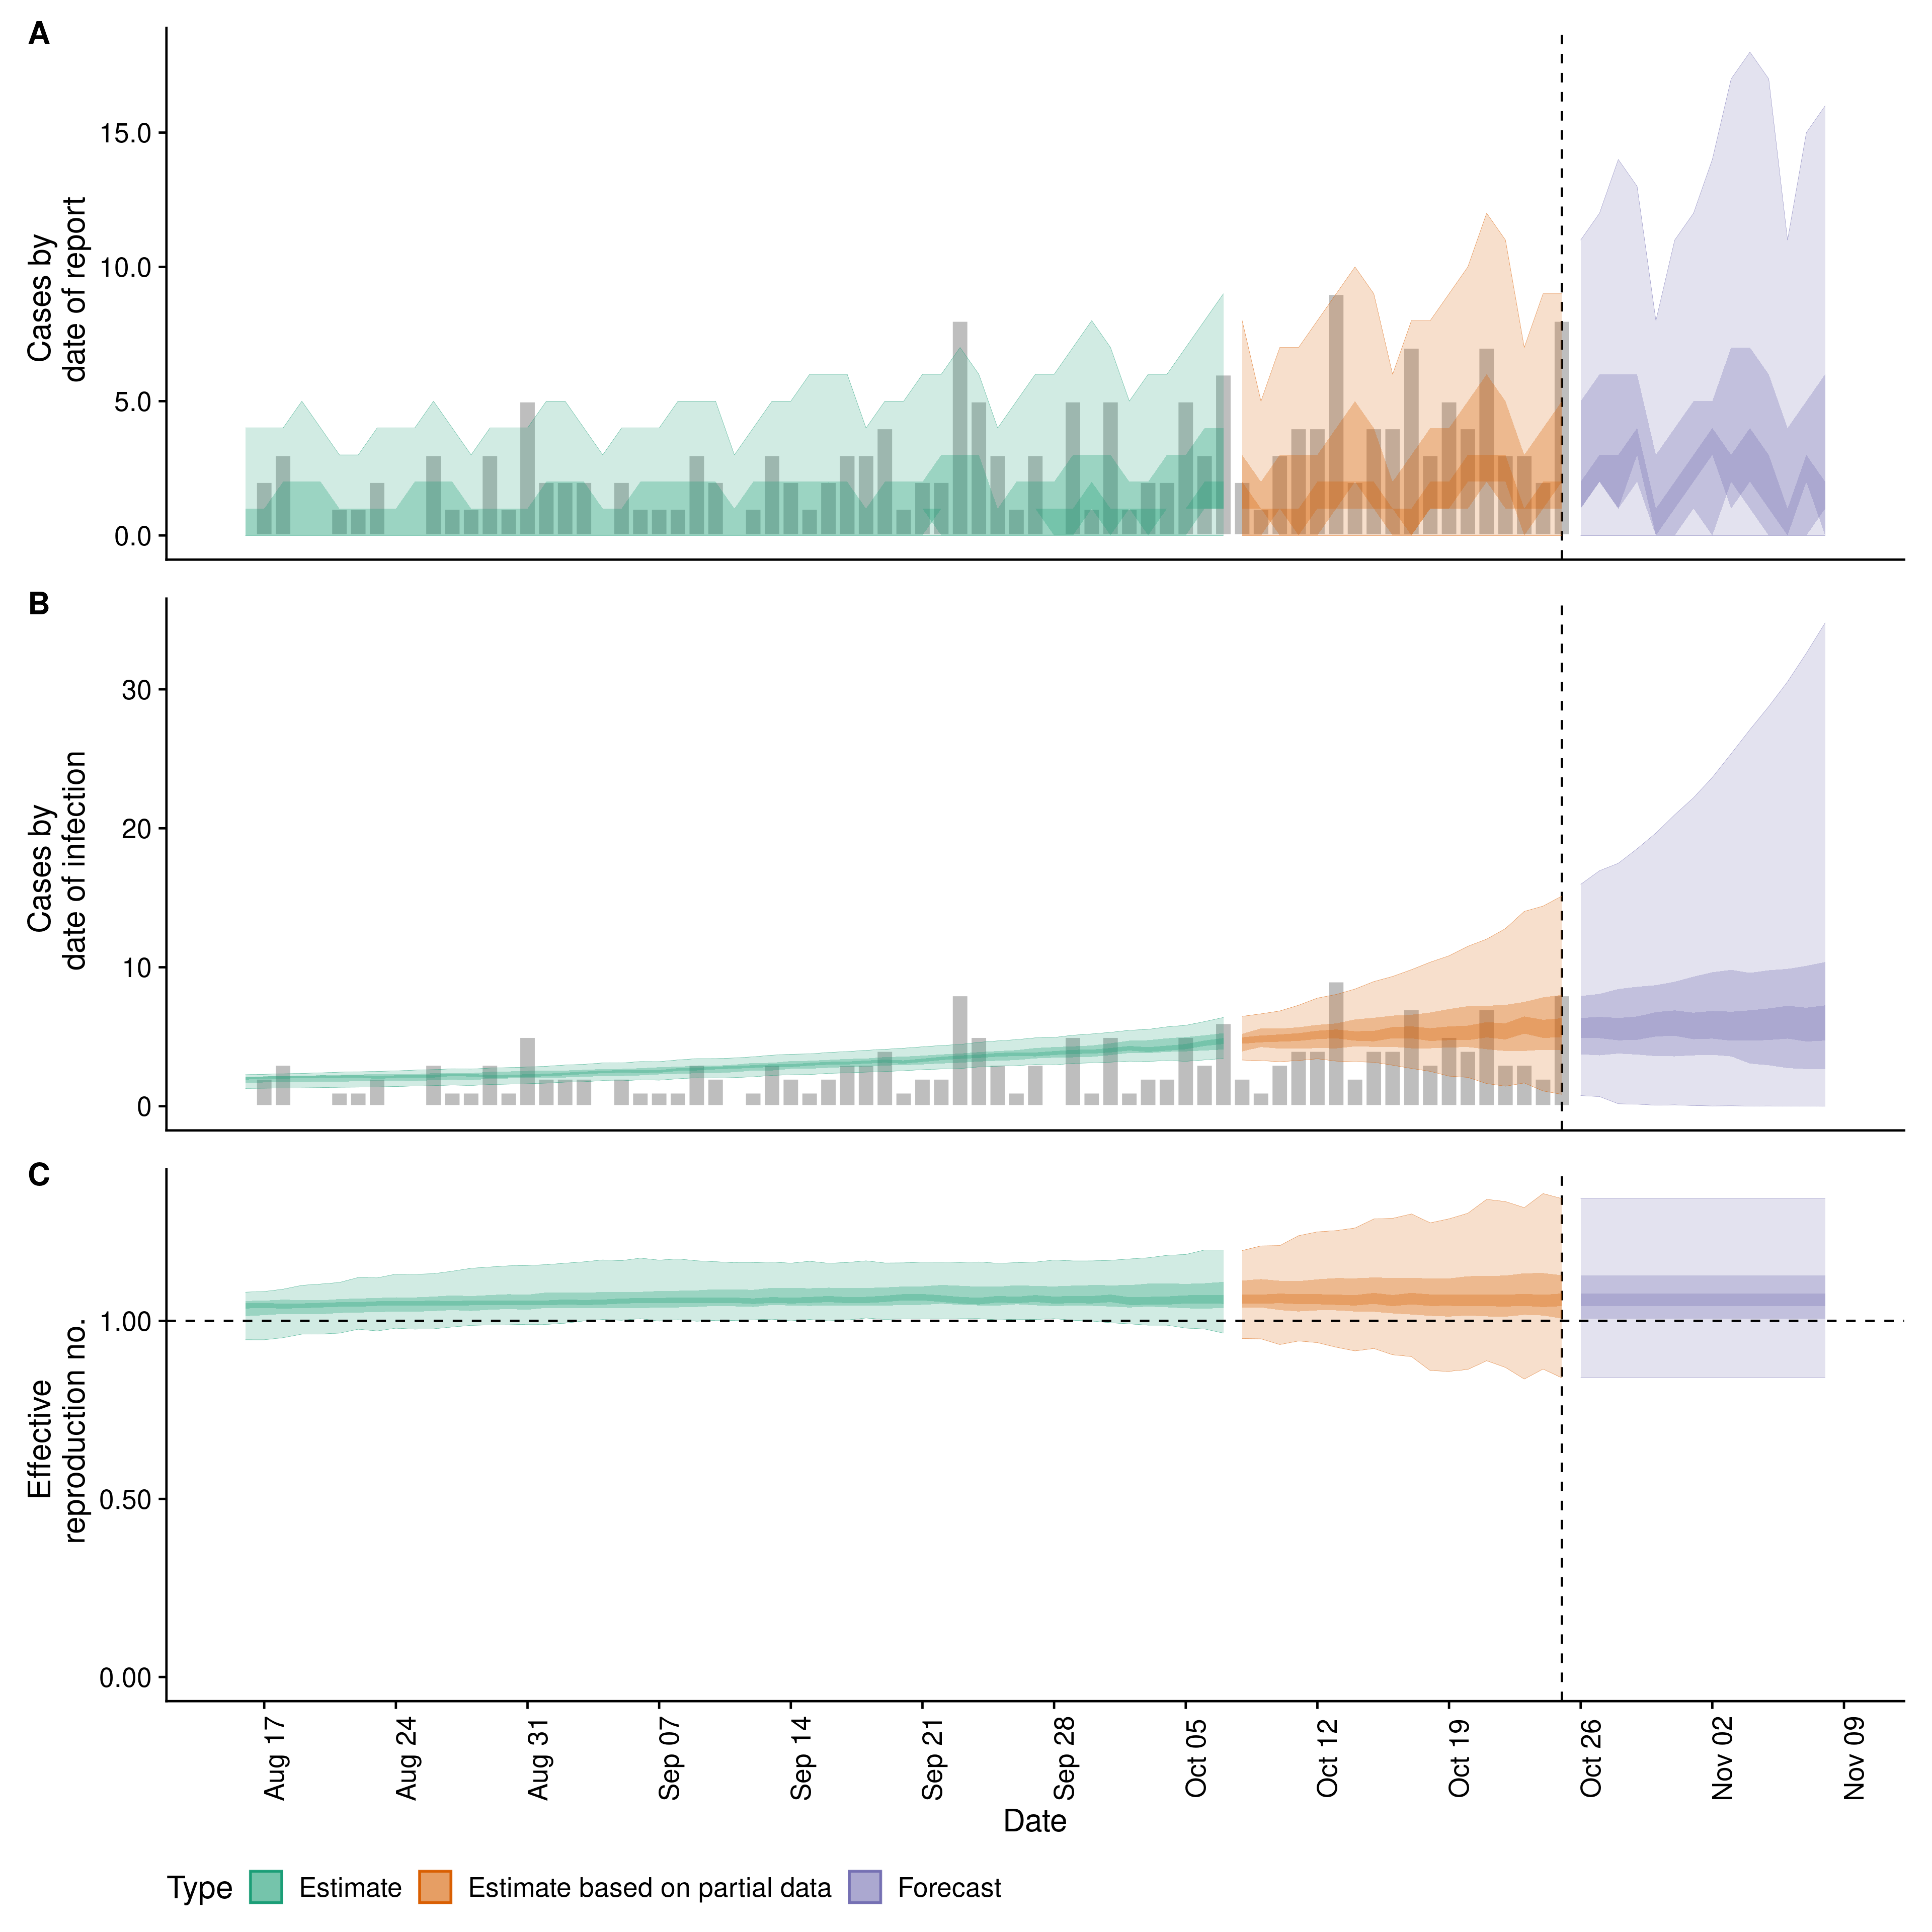 A
Cases by
date of report
15.0
10.0
5.0
0.0
B
Cases by
date of infection
30
20
10
0
C
Effective
reproduction no.
1.00
0.50
0.00
Aug 17
Aug 24
Aug 31
Sep 07
Sep 14
Sep 21
Sep 28
Oct 05
Oct 12
Oct 19
Oct 26
Nov 02
Nov 09
Date
Type
Estimate
Estimate based on partial data
Forecast